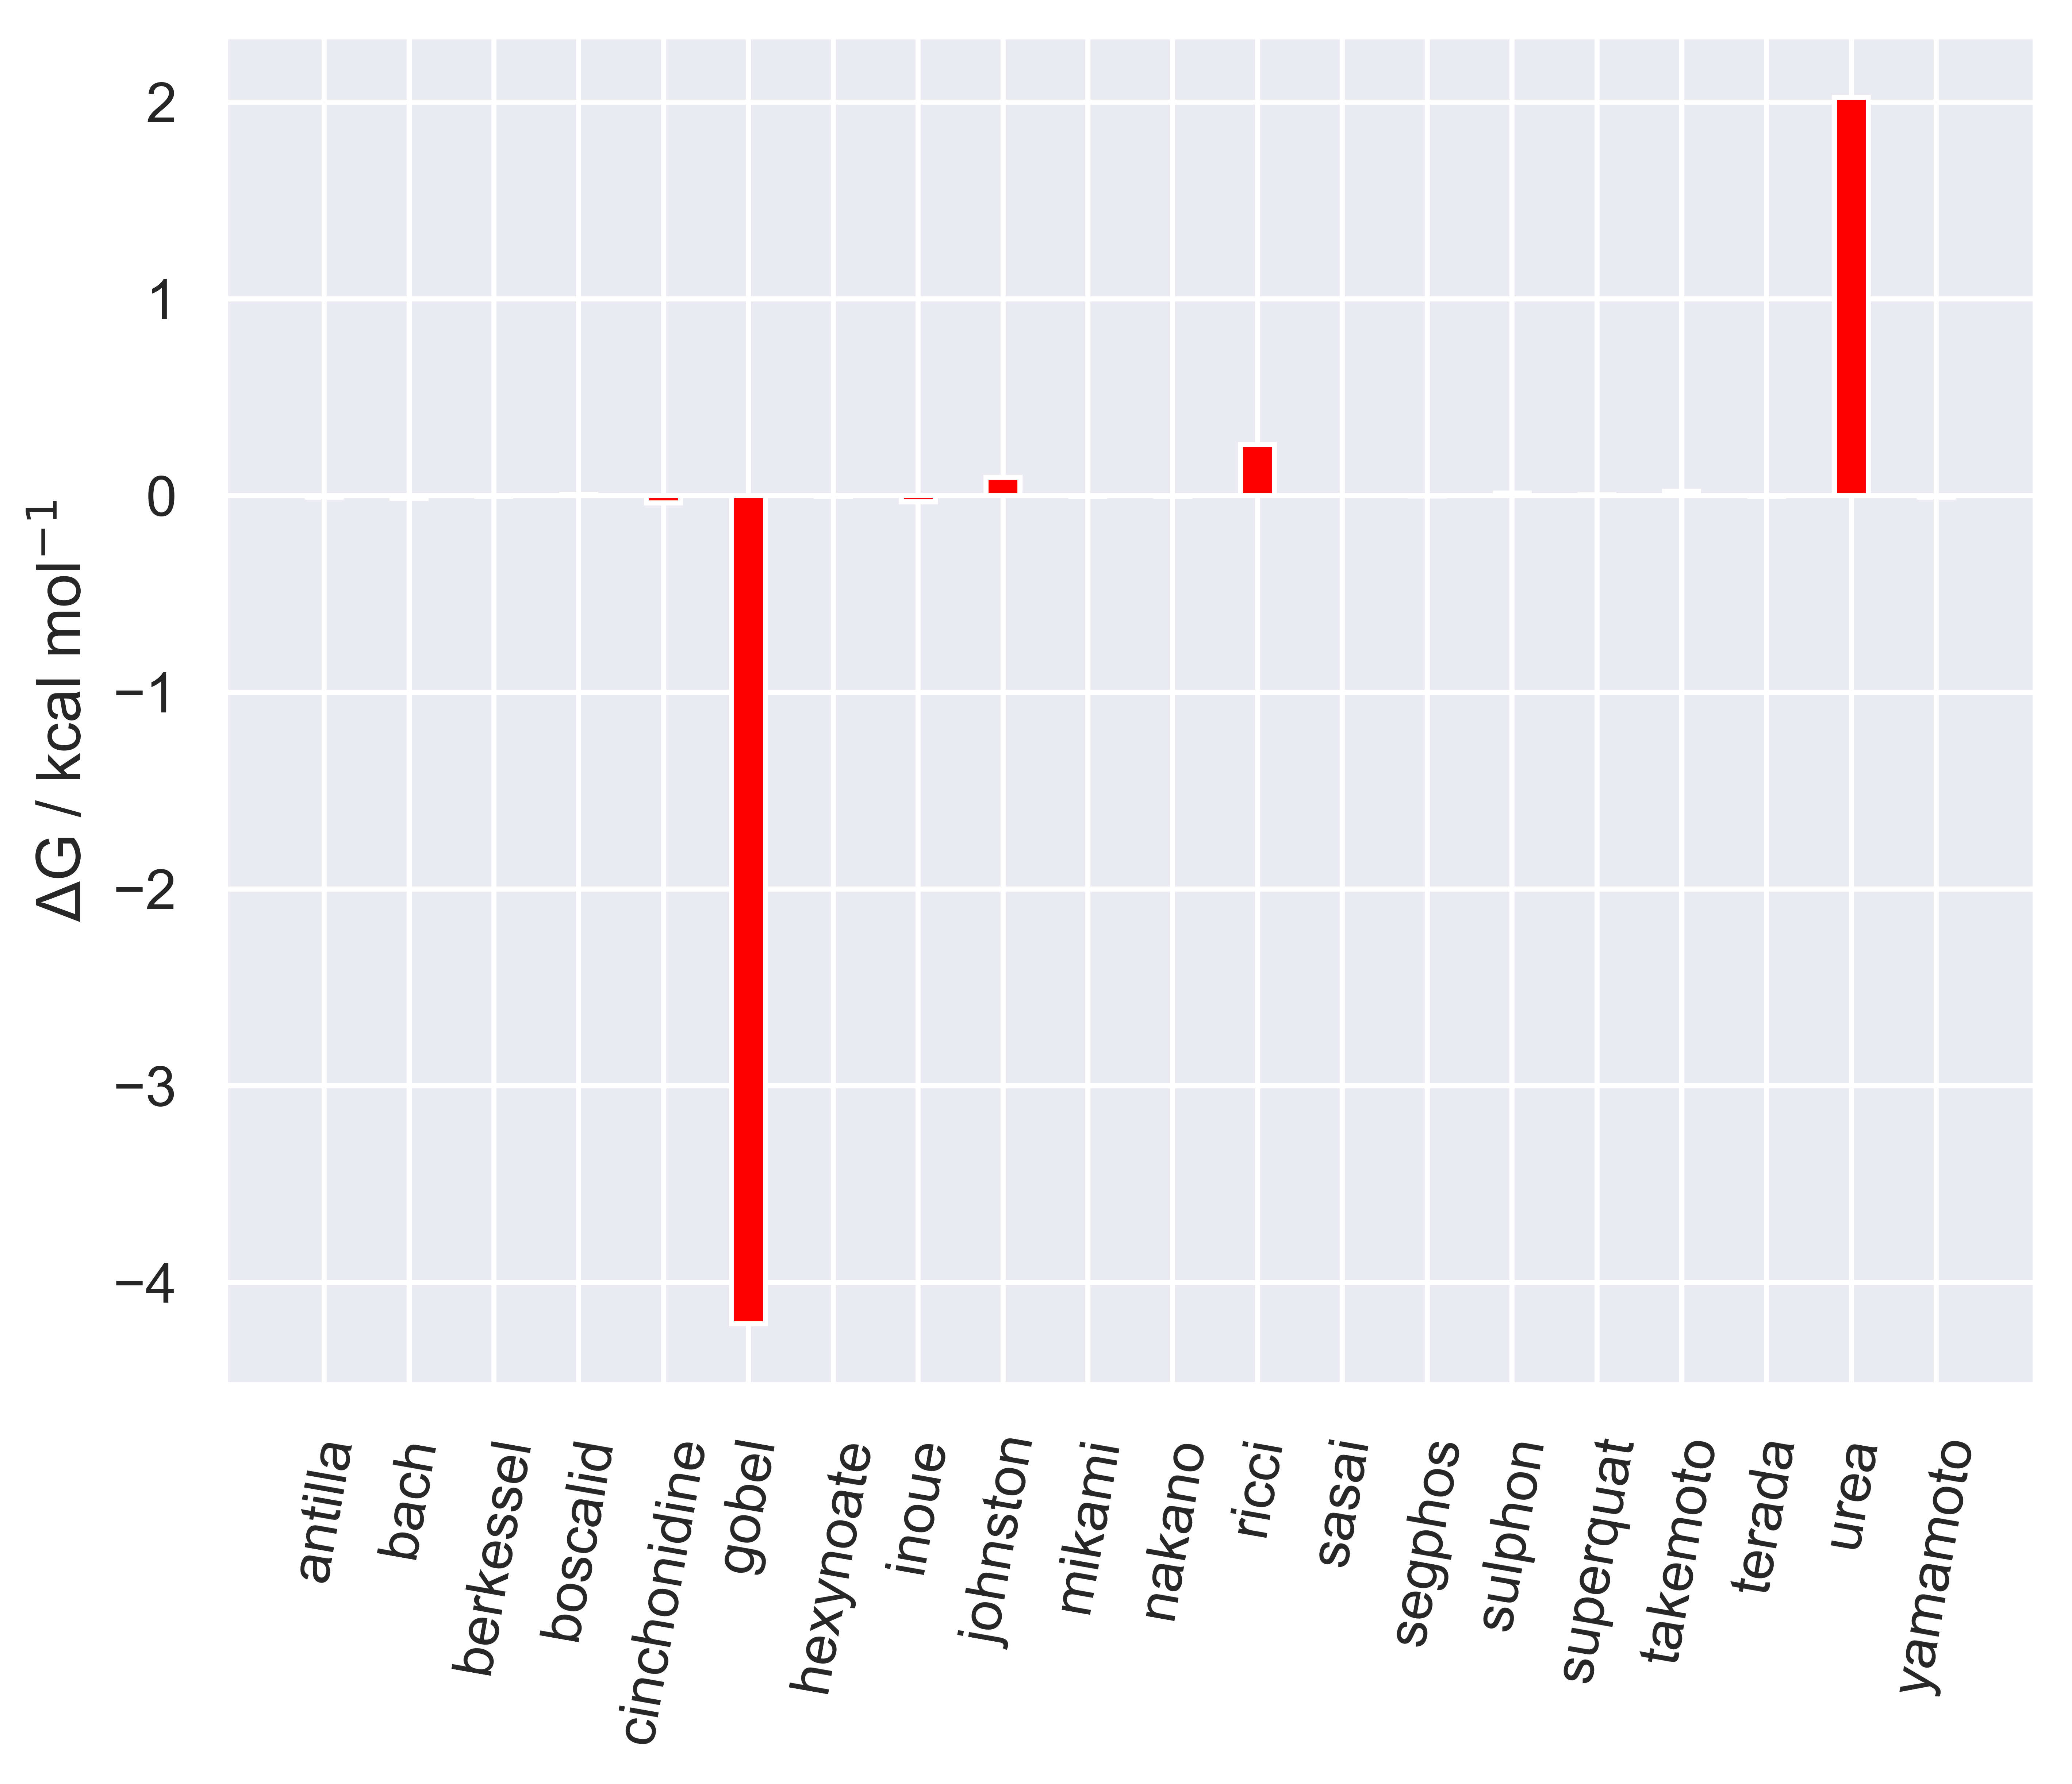 2
1
0
−1
−2
−3
−4
ΔG / kcal mol⁻¹
antilla
bach
berkessel
boscalid
cinchonidine
gobel
hexynoate
inoue
johnston
mikami
nakano
ricci
sasai
segphos
sulphon
superquat
takemoto
terada
urea
yamamoto